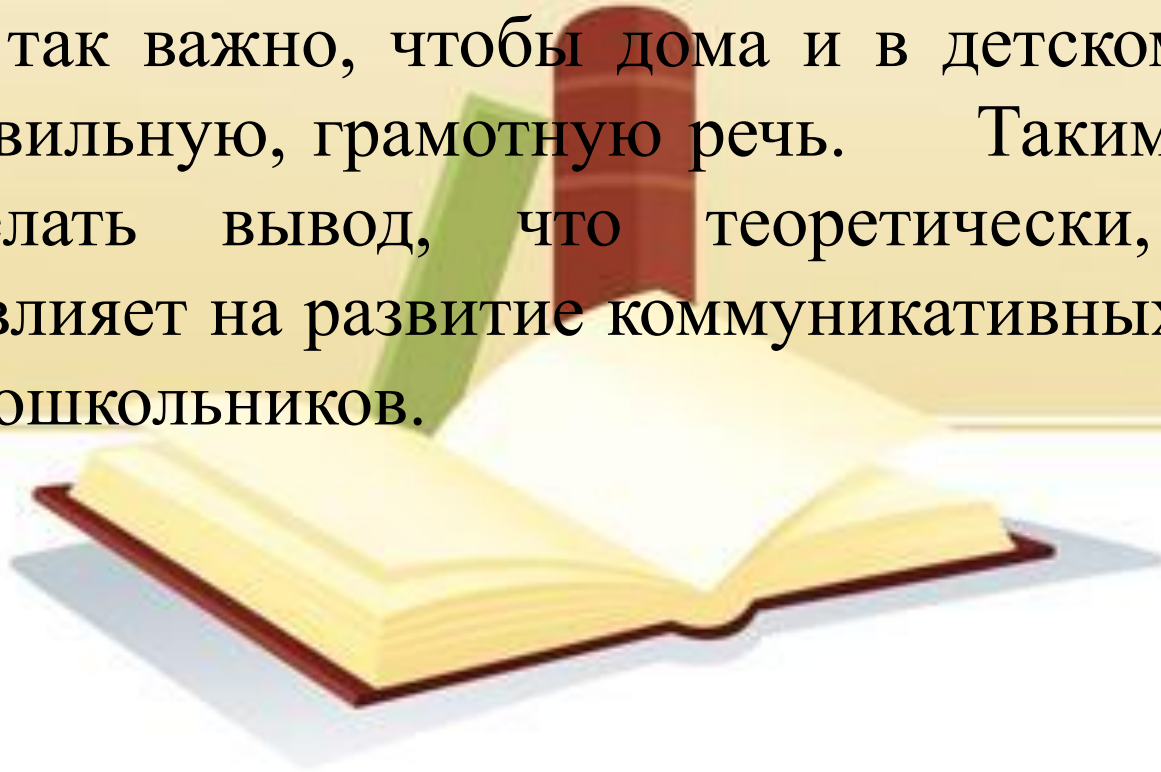 так важно, чтобы дома и в детском
вильную, грамотную речь. Таким
елать вывод, что теоретически,
влияет на развитие коммуникативных
ошкольников.